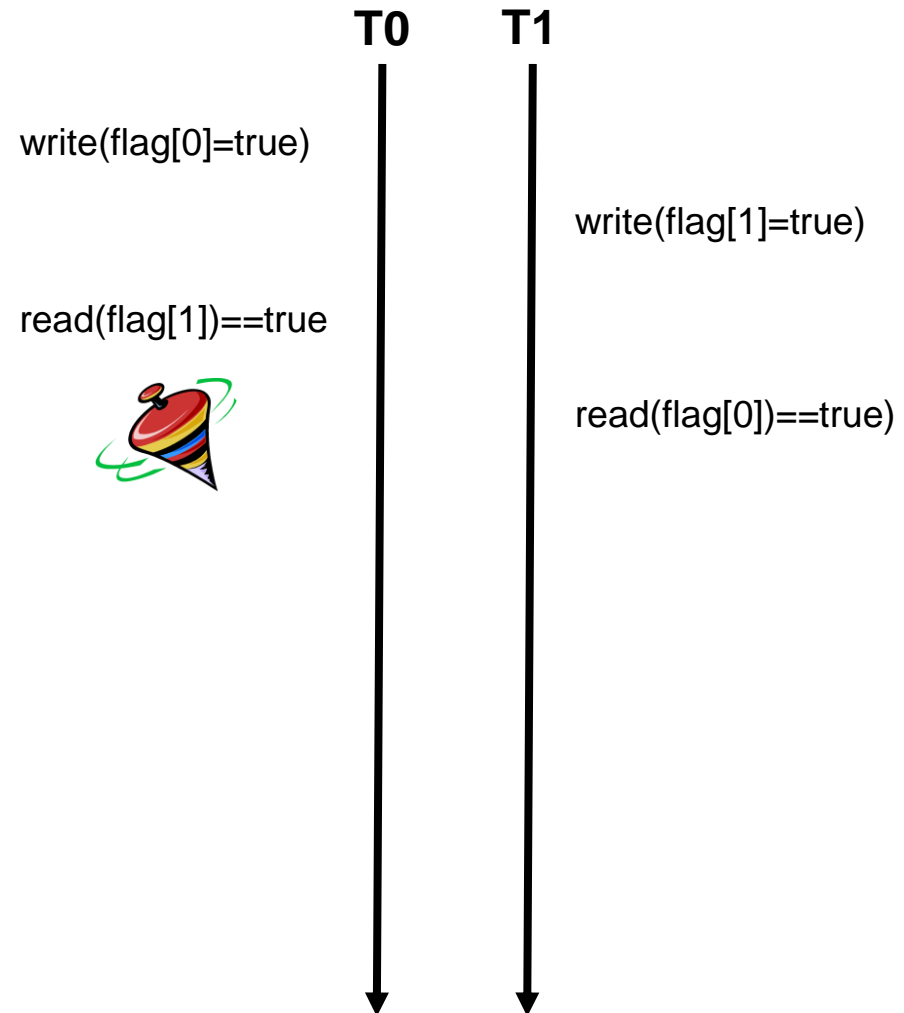 T0 T1
write(flag[0]=true)
write(flag[1]=true)
read(flag[1])==true
read(flag[0])==true)